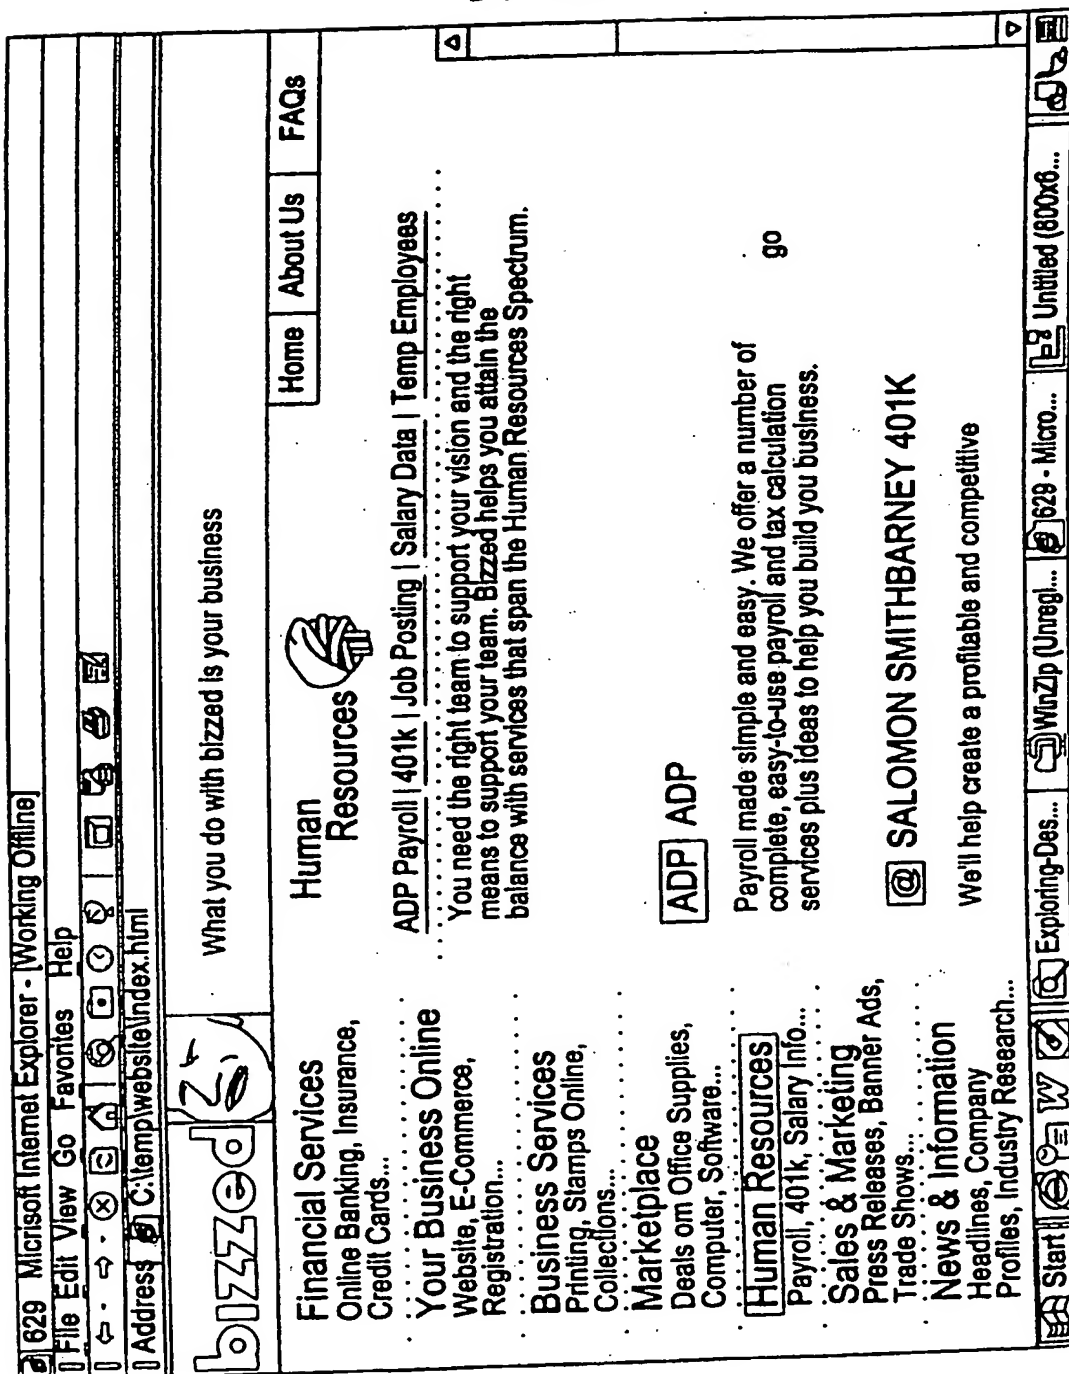 629 Micrisoft Internet Explorer - [Working Offline]
File Edit View Go Favorites Help
Address C:\temp\website\index.html
bizzed
What you do with bizzed is your business
Home | About Us | FAQs
Financial Services
Online Banking, Insurance,
Credit Cards...
Your Business Online
Website, E-Commerce,
Registration...
Business Services
Printing, Stamps Online,
Collections...
Marketplace
Deals om Office Supplies,
Computer, Software...
Human Resources
Payroll, 401k, Salary Info...
Sales & Marketing
Press Releases, Banner Ads,
Trade Shows...
News & Information
Headlines, Company
Profiles, Industry Research...
Human
Resources
ADP Payroll | 401k | Job Posting | Salary Data | Temp Employees
You need the right team to support your vision and the right
means to support your team. Bizzed helps you attain the
balance with services that span the Human Resources Spectrum.
ADP ADP
Payroll made simple and easy. We offer a number of
complete, easy-to-use payroll and tax calculation
services plus ideas to help you build you business.
go
@ SALOMON SMITHBARNEY 401K
We'll help create a profitable and competitive
Start W Exploring-Des... WinZip (Unregl... 629 - Micro... Untitled (800x6...